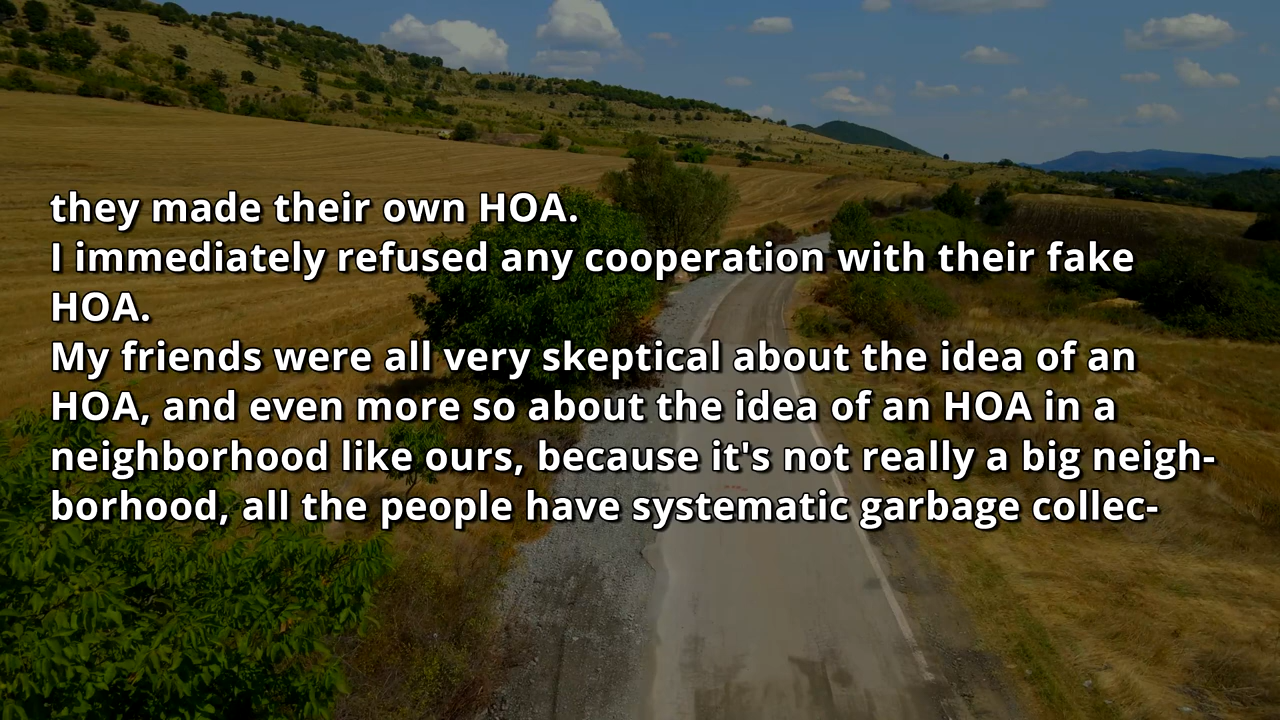 they made their own HOA.
I immediately refused any cooperation with their fake
HOA.
My friends were all very skeptical about the idea of an
HOA, and even more so about the idea of an HOA in a
neighborhood like ours, because it's not really a big neigh-
borhood, all the people have systematic garbage collec-